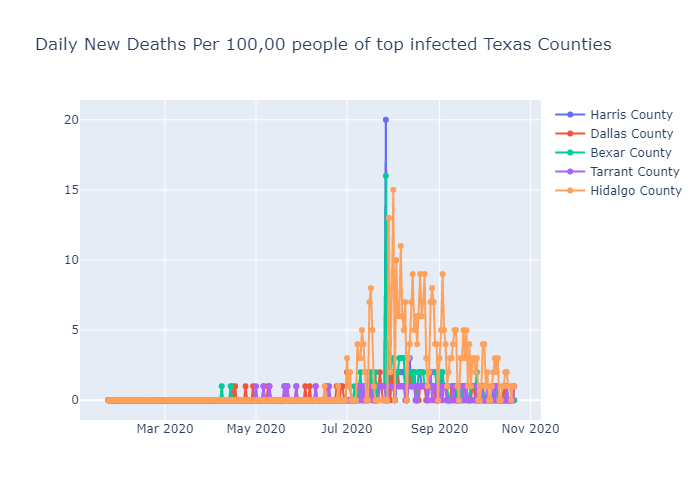 Daily New Deaths Per 100,00 people of top infected Texas Counties
20
15
10
5
0
Mar 2020
May 2020
Jul 2020
Sep 2020
Nov 2020
Harris County
Dallas County
Bexar County
Tarrant County
Hidalgo County